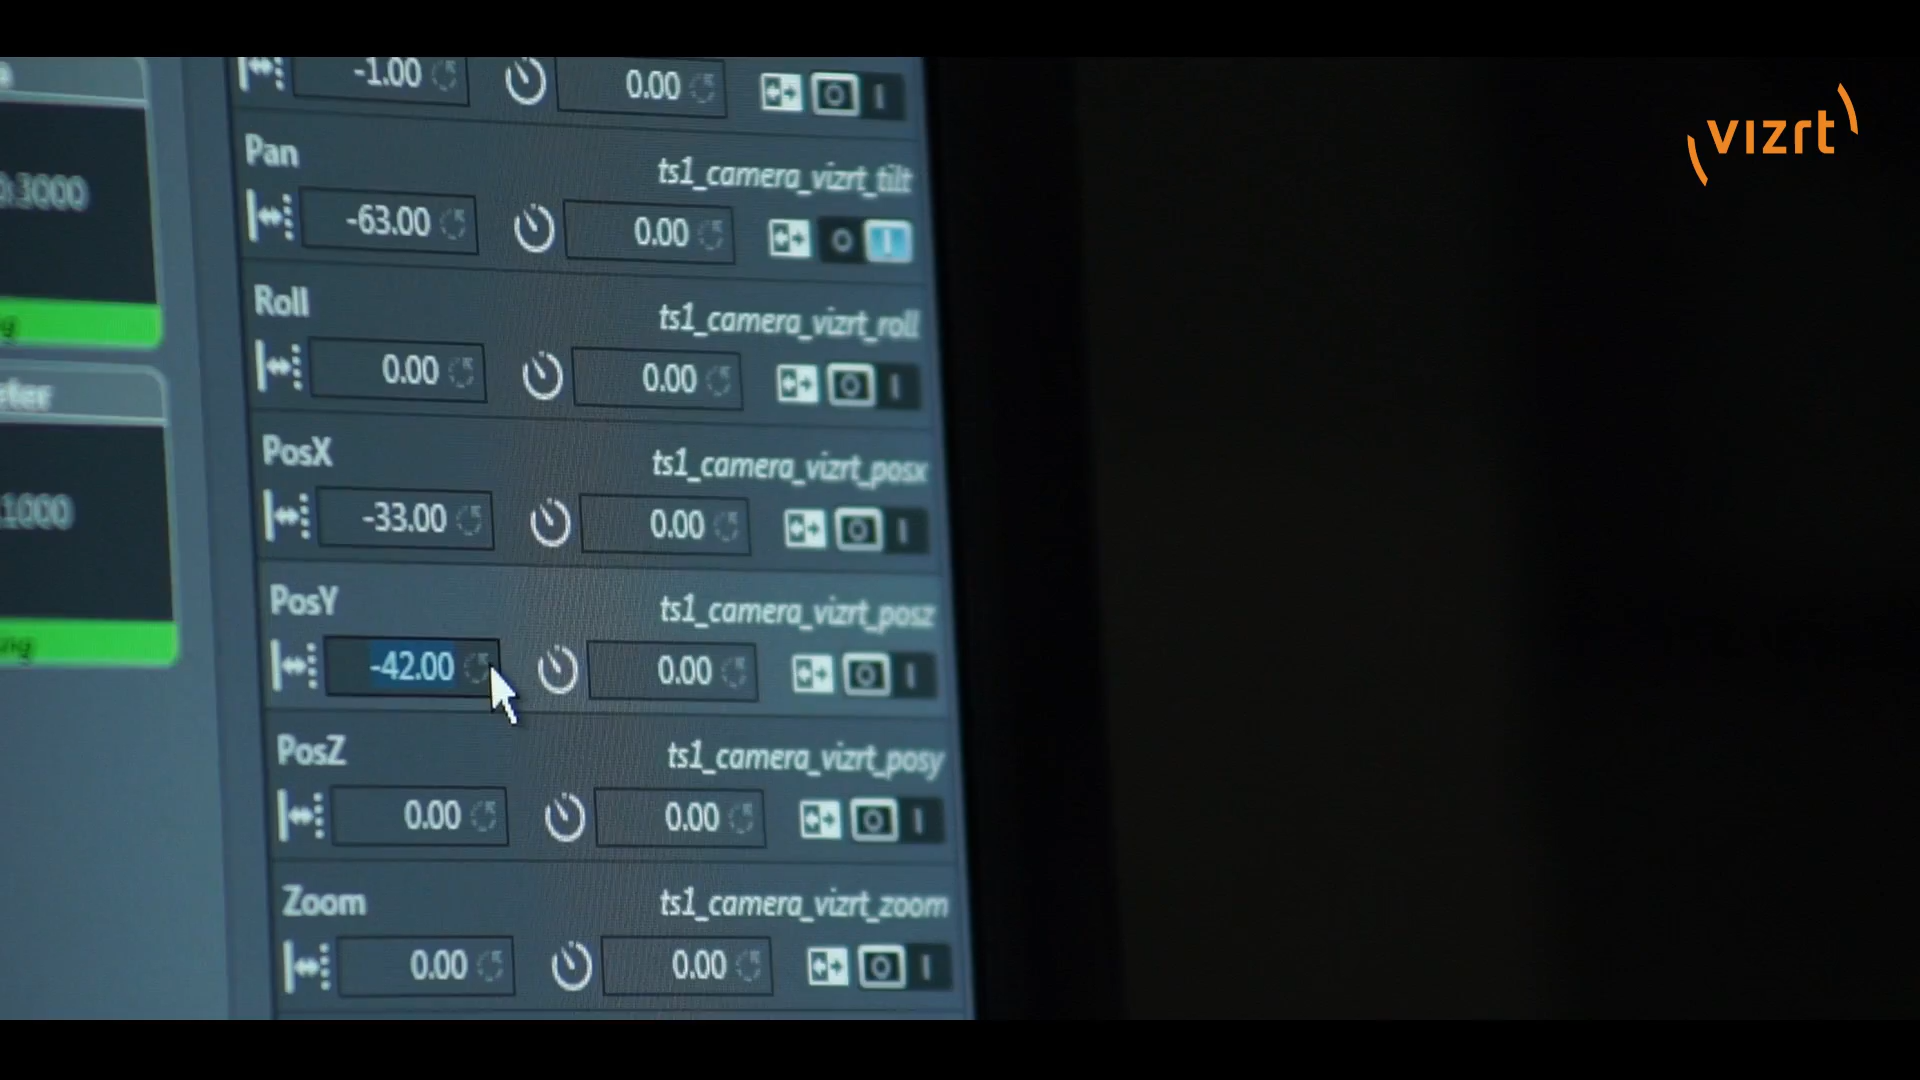 vizrt
-1.00 0.00 O I
Pan
ts1_camera_vizrt_tilt
-63.00 0.00 O I
Roll
ts1_camera_vizrt_roll
0.00 0.00 O I
PosX
ts1_camera_vizrt_posx
-33.00 0.00 O I
PosY
ts1_camera_vizrt_posz
-42.00 0.00 O I
PosZ
ts1_camera_vizrt_posy
0.00 0.00 O I
Zoom
ts1_camera_vizrt_zoom
0.00 0.00 O I
:3000
1000